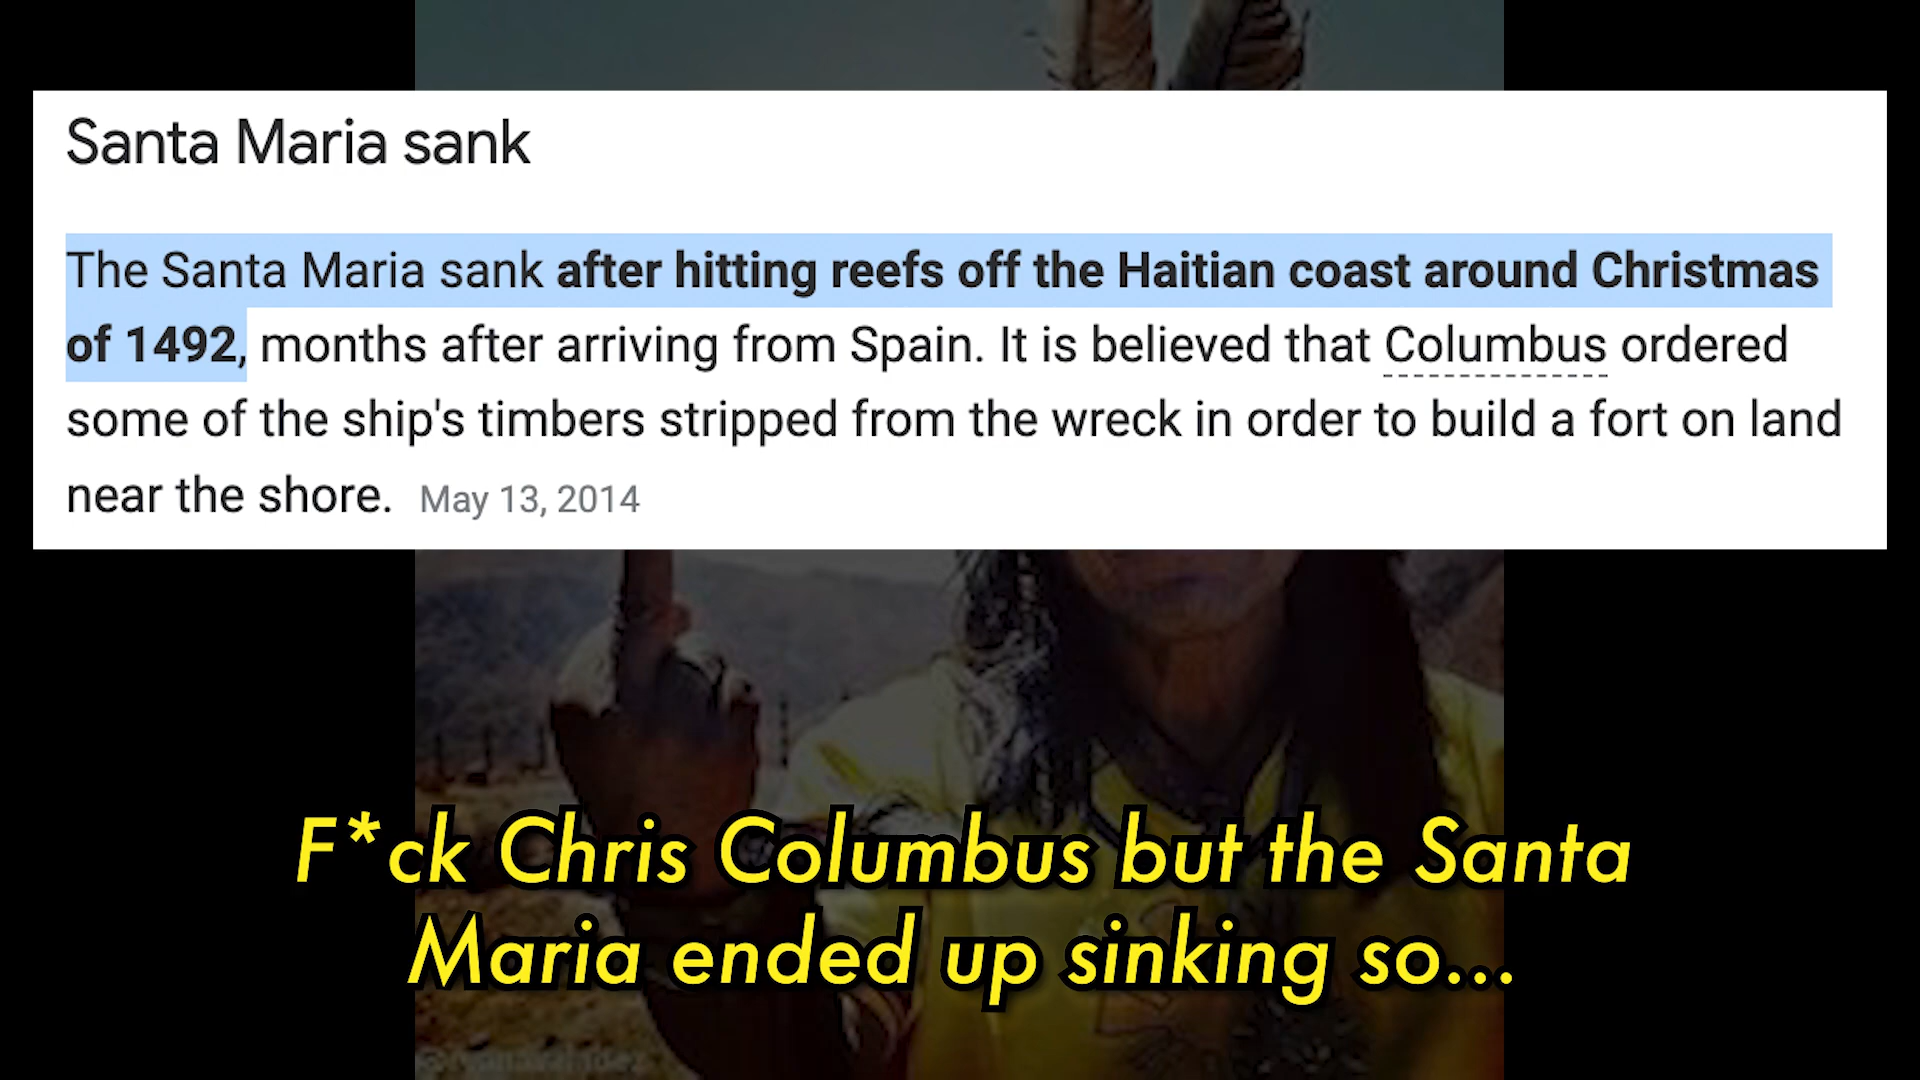 Santa Maria sank
The Santa Maria sank after hitting reefs off the Haitian coast around Christmas
of 1492, months after arriving from Spain. It is believed that Columbus ordered
some of the ship's timbers stripped from the wreck in order to build a fort on land
near the shore. May 13, 2014
F*ck Chris Columbus but the Santa
Maria ended up sinking so...